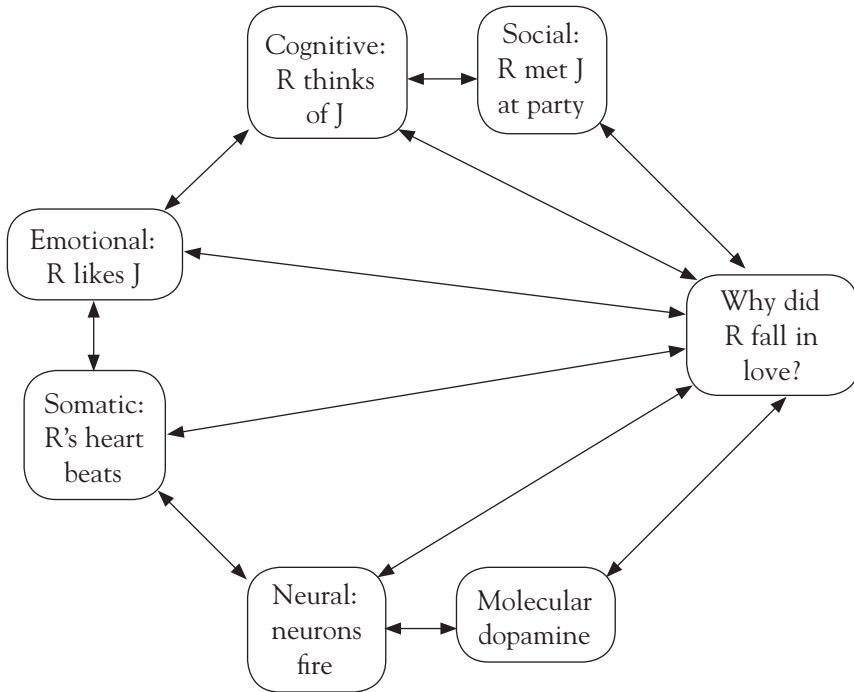 Cognitive:
R thinks
of J
Social:
R met J
at party
Emotional:
R likes J
Why did
R fall in
love?
Somatic:
R's heart
beats
Neural:
neurons
fire
Molecular
dopamine